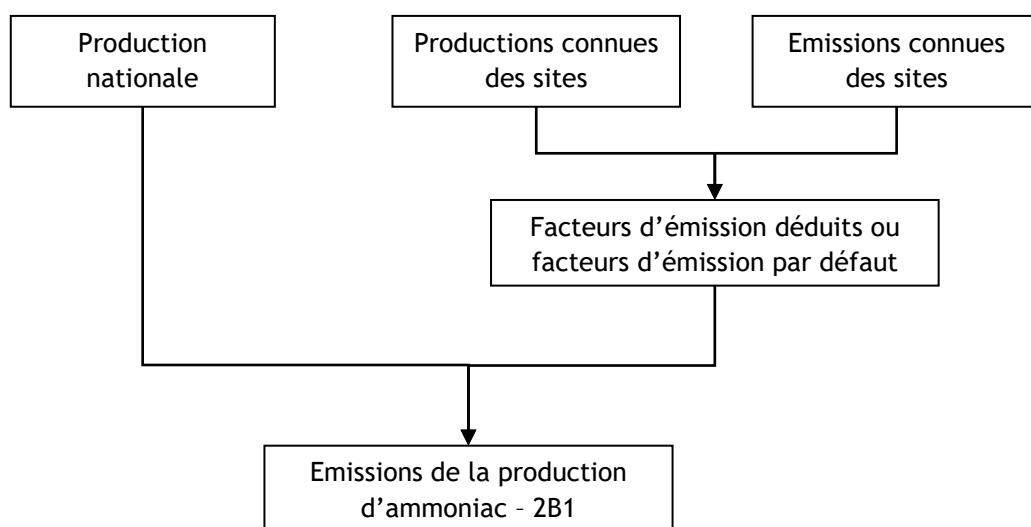 Production
nationale
Productions connues
des sites
Emissions connues
des sites
Facteurs d’émission déduits ou
facteurs d’émission par défaut
Emissions de la production
d’ammoniac – 2B1